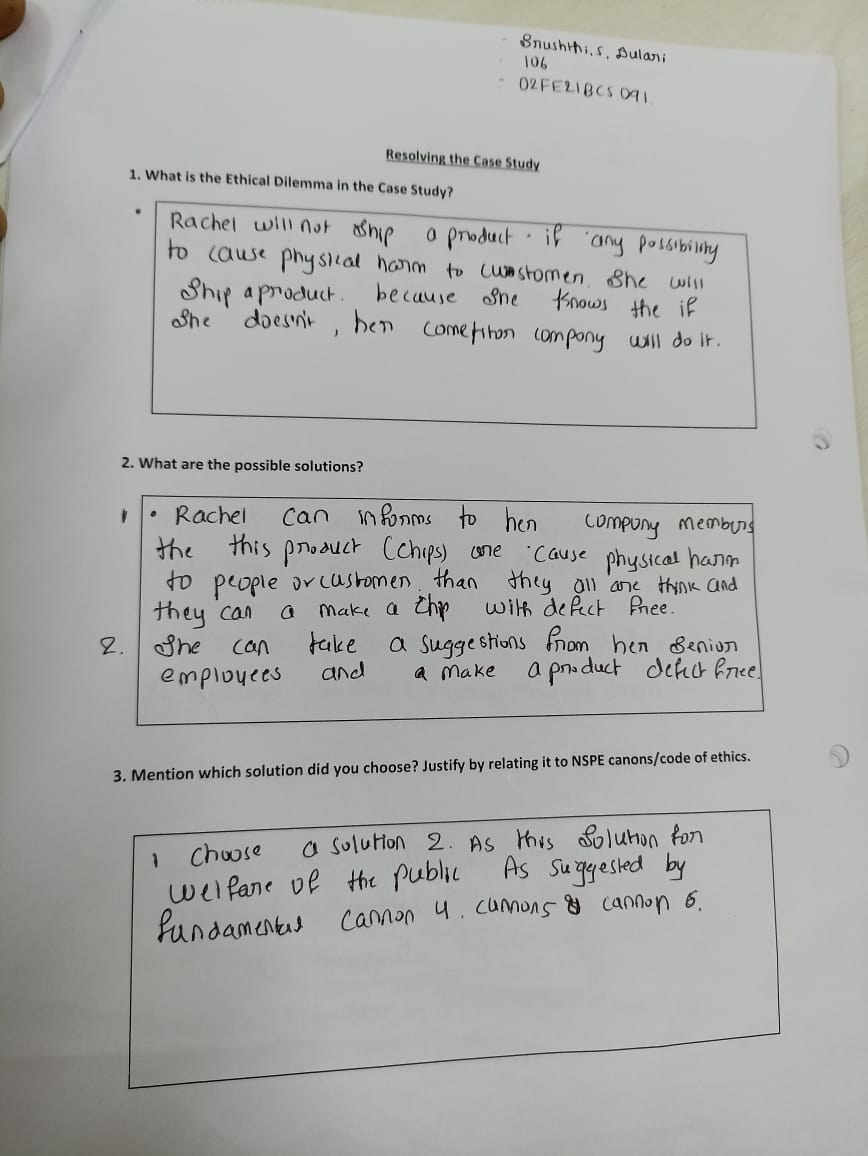 - Srushthi.S. Dulari
- 106
- 02FE21BCS091
Resolving the Case Study
1. What is the Ethical Dilemma in the Case Study?
• Rachel will not ship a product . if any possibility
to cause physical harm to customer. She will
Ship a product. because she knows the if
She doesn't, her cometiton company will do it.
2. What are the possible solutions?
1 • Rachel can informs to her company members
the this product (chips) are cause physical harm
to people or customer. than they all are think and
they can a make a chip with defect free.
2. She can take a suggestions from her senior
employees and a make a product defect free.
3. Mention which solution did you choose? Justify by relating it to NSPE canons/code of ethics.
I Choose a solution 2. As this solution for
welfare of the public As suggested by
fundamental cannon 4. cannon 6.